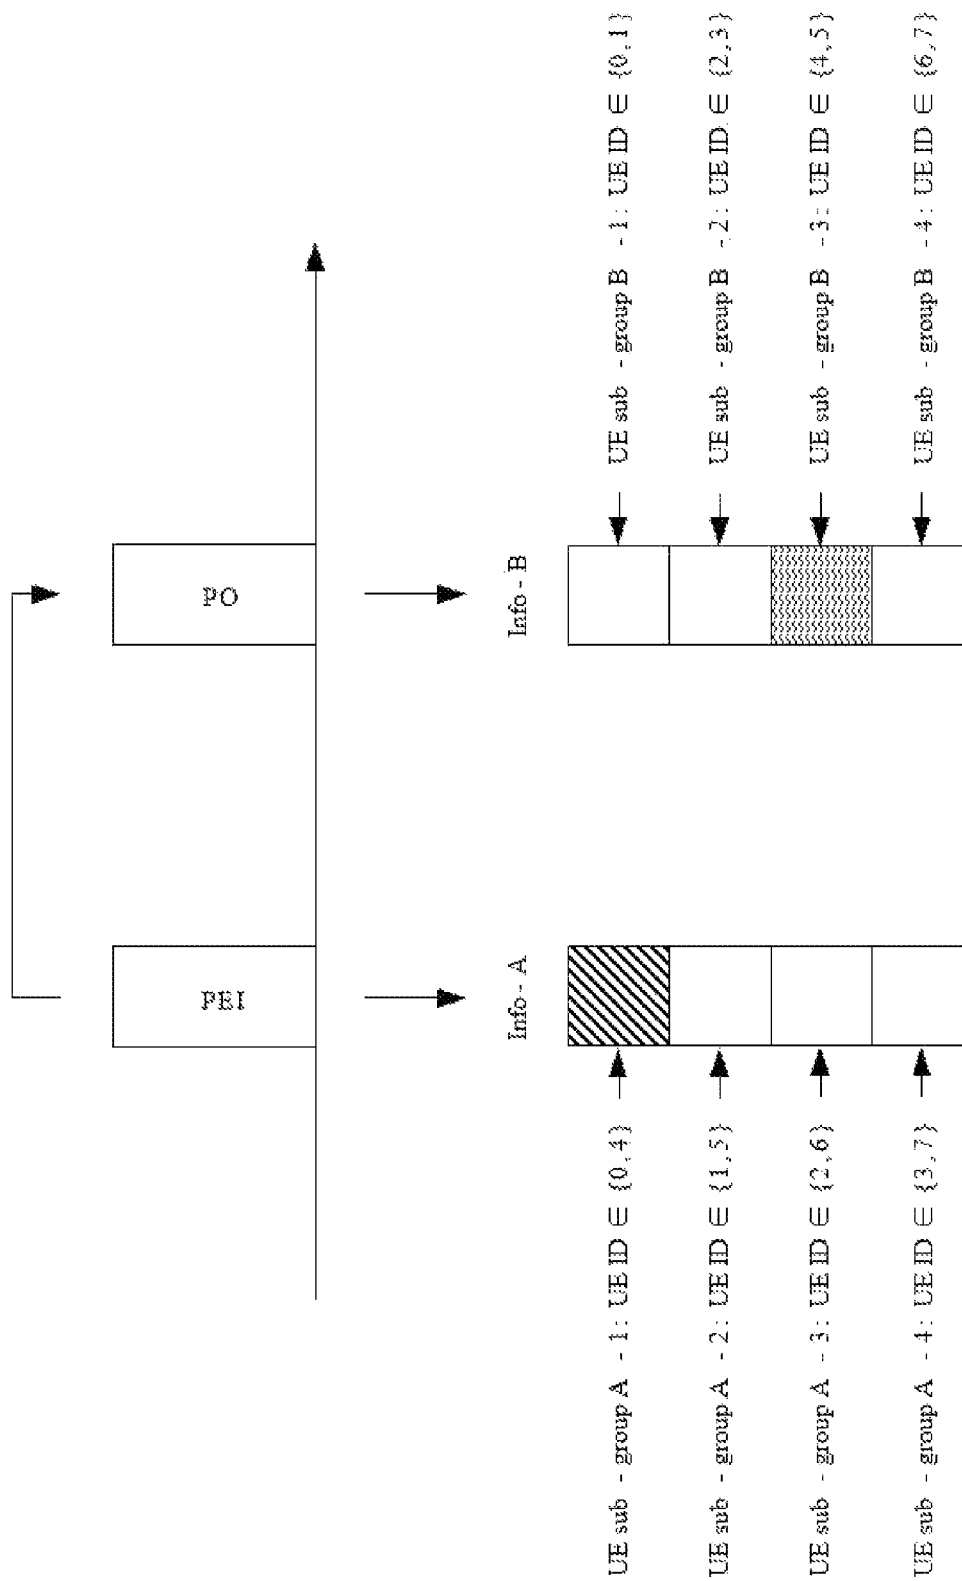 PEI
PO
Info - A
Info - B
UE sub - group A - 1: UE ID ∈ {0,4}
UE sub - group A - 2: UE ID ∈ {1,5}
UE sub - group A - 3: UE ID ∈ {2,6}
UE sub - group A - 4: UE ID ∈ {3,7}
UE sub - group B - 1: UE ID ∈ {0,1}
UE sub - group B - 2: UE ID ∈ {2,3}
UE sub - group B - 3: UE ID ∈ {4,5}
UE sub - group B - 4: UE ID ∈ {6,7}